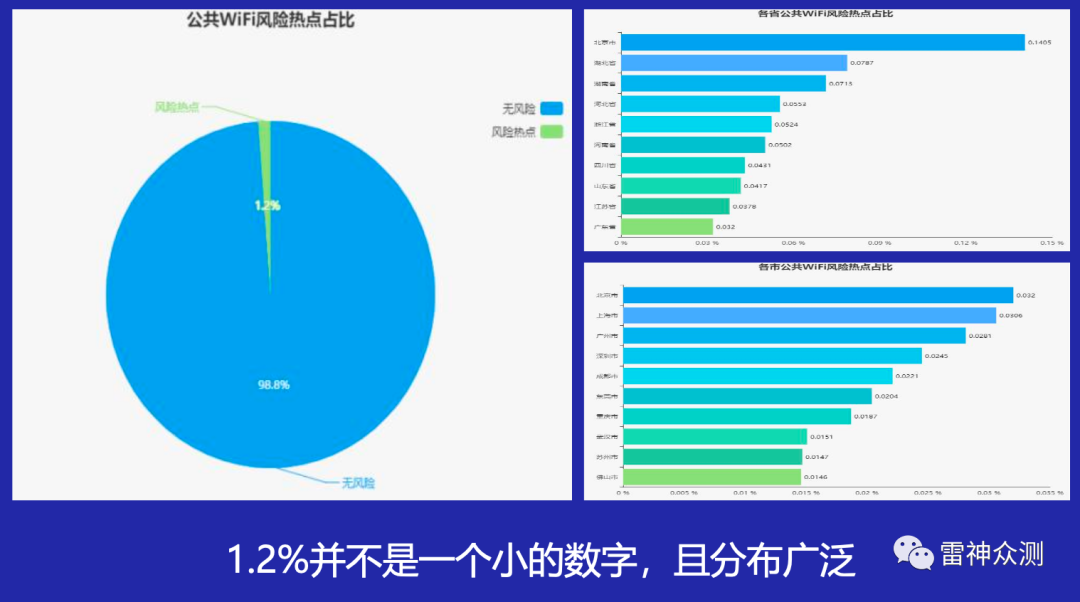 公共WiFi风险热点占比
无风险
风险热点
风险热点
1.2%
98.8%
无风险
各省公共WiFi风险热点占比
北京市 0.1405
湖北省 0.0787
湖南省 0.0713
河北省 0.0553
浙江省 0.0524
河南省 0.0502
四川省 0.0431
山东省 0.0417
江苏省 0.0378
广东省 0.032
0 % 0.03 % 0.06 % 0.09 % 0.12 % 0.15 %
各市公共WiFi风险热点占比
北京市 0.032
上海市 0.0306
广州市 0.0281
深圳市 0.0245
成都市 0.0221
东莞市 0.0204
重庆市 0.0187
武汉市 0.0151
苏州市 0.0147
佛山市 0.0146
0 % 0.005 % 0.01 % 0.015 % 0.02 % 0.025 % 0.03 % 0.035 %
1.2%并不是一个小的数字，且分布广泛
雷神众测